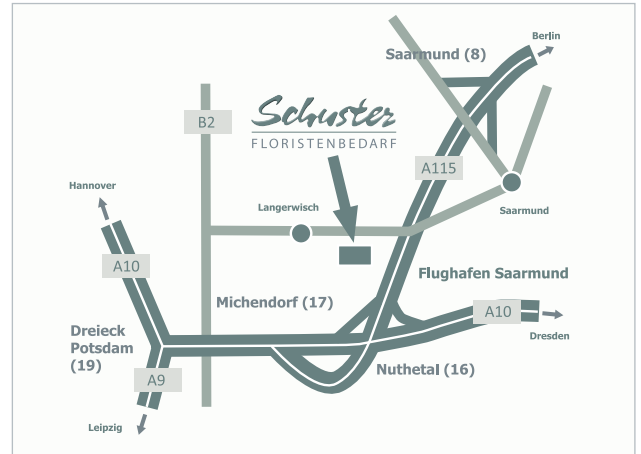 Berlin
Saarmund (8)
B2
Schuster
FLORISTENBEDARF
A115
Hannover
Langerwisch
Saarmund
A10
Flughafen Saarmund
Michendorf (17)
A10
Dreieck
Potsdam
(19)
Dresden
Nuthetal (16)
A9
Leipzig